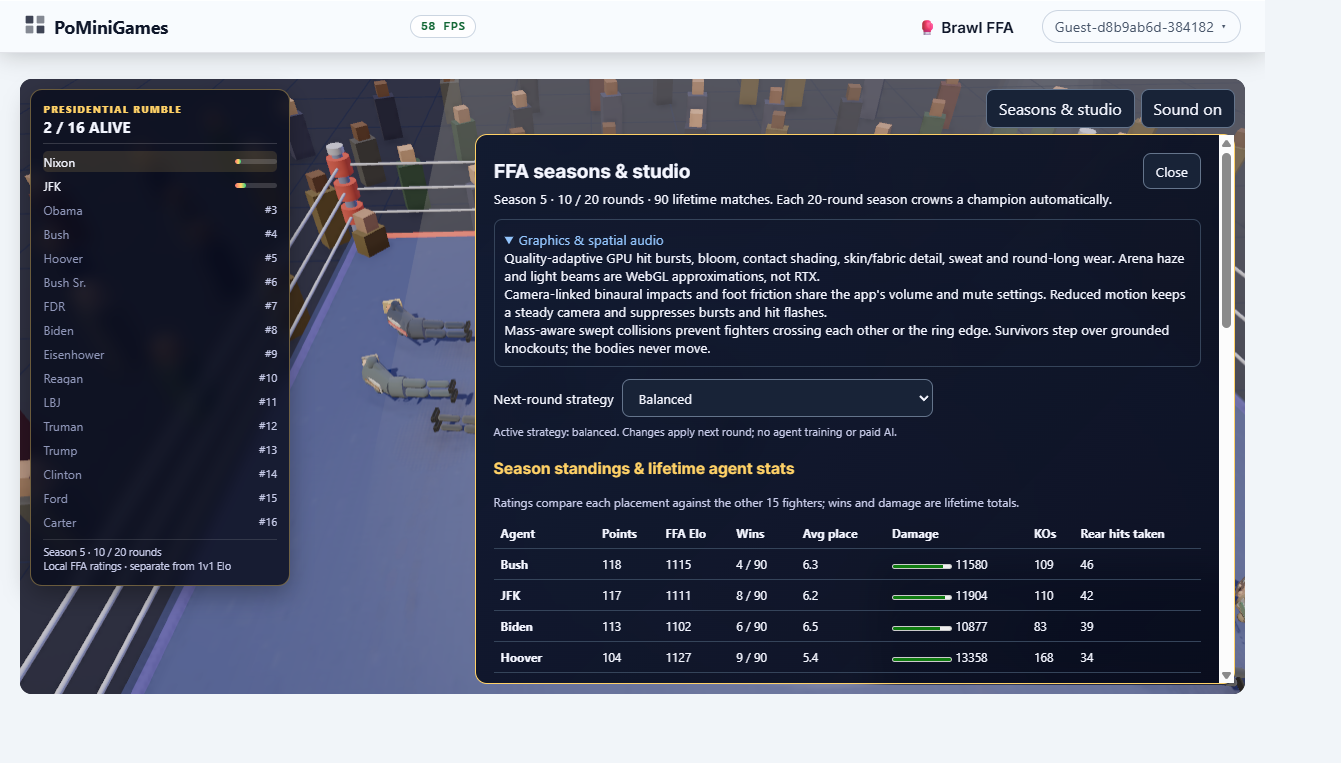 PoMiniGames
58 FPS
Brawl FFA
Guest-d8b9ab6d-384182
PRESIDENTIAL RUMBLE
2 / 16 ALIVE
Nixon
JFK
Obama #3
Bush #4
Hoover #5
Bush Sr. #6
FDR #7
Biden #8
Eisenhower #9
Reagan #10
LBJ #11
Truman #12
Trump #13
Clinton #14
Ford #15
Carter #16
Season 5 · 10 / 20 rounds
Local FFA ratings · separate from 1v1 Elo
Seasons & studio
Sound on
FFA seasons & studio
Close
Season 5 · 10 / 20 rounds · 90 lifetime matches. Each 20-round season crowns a champion automatically.
▼ Graphics & spatial audio
Quality-adaptive GPU hit bursts, bloom, contact shading, skin/fabric detail, sweat and round-long wear. Arena haze
and light beams are WebGL approximations, not RTX.
Camera-linked binaural impacts and foot friction share the app's volume and mute settings. Reduced motion keeps
a steady camera and suppresses bursts and hit flashes.
Mass-aware swept collisions prevent fighters crossing each other or the ring edge. Survivors step over grounded
knockouts; the bodies never move.
Next-round strategy Balanced
Active strategy: balanced. Changes apply next round; no agent training or paid AI.
Season standings & lifetime agent stats
Ratings compare each placement against the other 15 fighters; wins and damage are lifetime totals.
Agent Points FFA Elo Wins Avg place Damage KOs Rear hits taken
Bush 118 1115 4 / 90 6.3 11580 109 46
JFK 117 1111 8 / 90 6.2 11904 110 42
Biden 113 1102 6 / 90 6.5 10877 83 39
Hoover 104 1127 9 / 90 5.4 13358 168 34